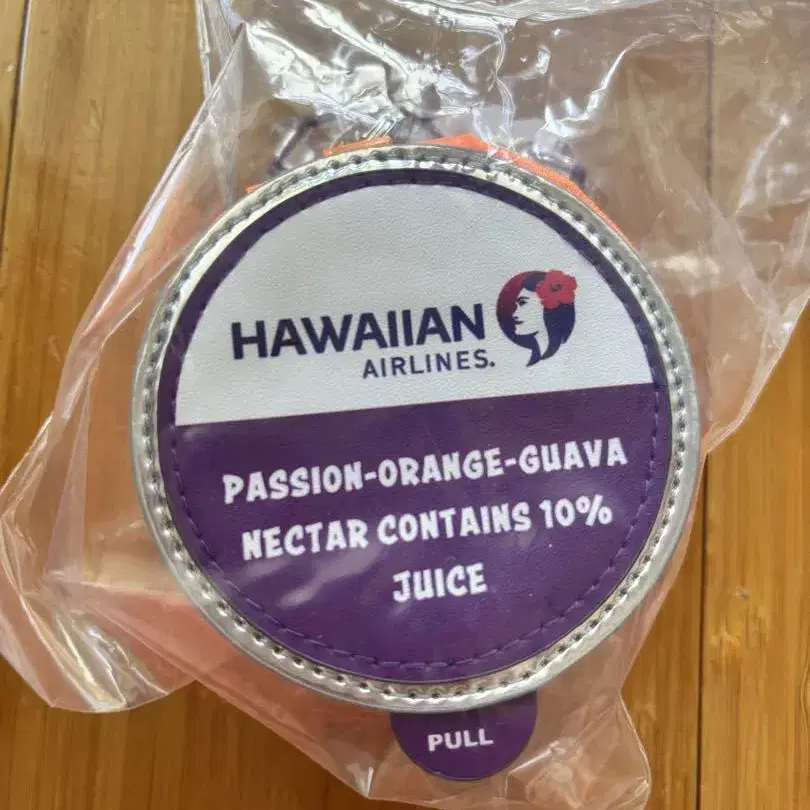 HAWAIIAN
AIRLINES.
PASSION-ORANGE-GUAVA
NECTAR CONTAINS 10%
JUICE
PULL